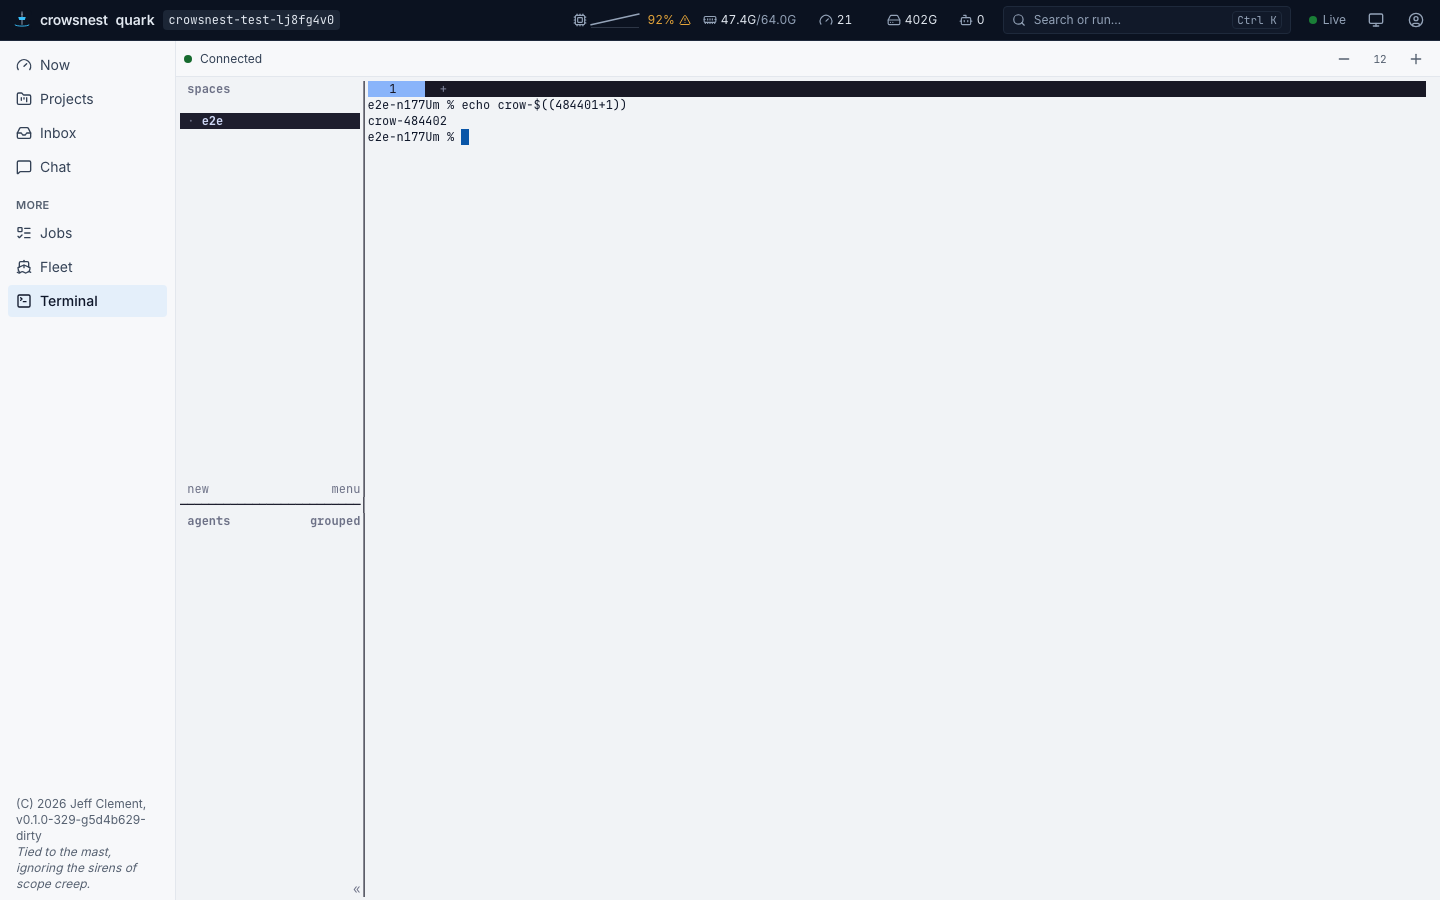 crowsnest quark crowsnest-test-lj8fg4v0 92% 47.4G/64.0G 21 402G 0 Search or run... Ctrl K Live
Now
Projects
Inbox
Chat
MORE
Jobs
Fleet
Terminal
(C) 2026 Jeff Clement,
v0.1.0-329-g5d4b629-
dirty
Tied to the mast,
ignoring the sirens of
scope creep.
Connected
− 12 +
spaces
· e2e
new menu
agents grouped
«
1 +
e2e-n177Um % echo crow-$((484401+1))
crow-484402
e2e-n177Um %